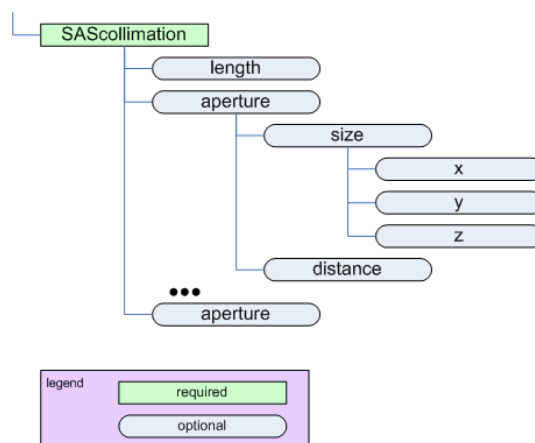 SAScollimation
length
aperture
size
x
y
z
distance
•••
aperture
legend
required
optional